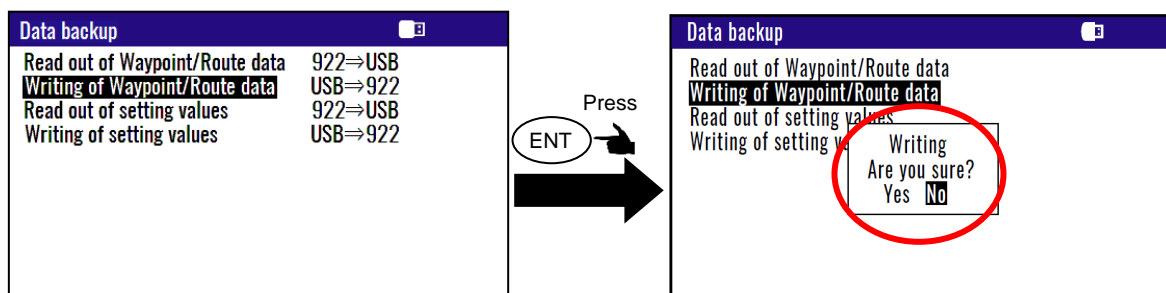 Data backup
Read out of Waypoint/Route data 922⇒USB
Writing of Waypoint/Route data USB⇒922
Read out of setting values 922⇒USB
Writing of setting values USB⇒922
Press
ENT
Data backup
Read out of Waypoint/Route data
Writing of Waypoint/Route data
Read out of setting values
Writing of setting v
Writing
Are you sure?
Yes No